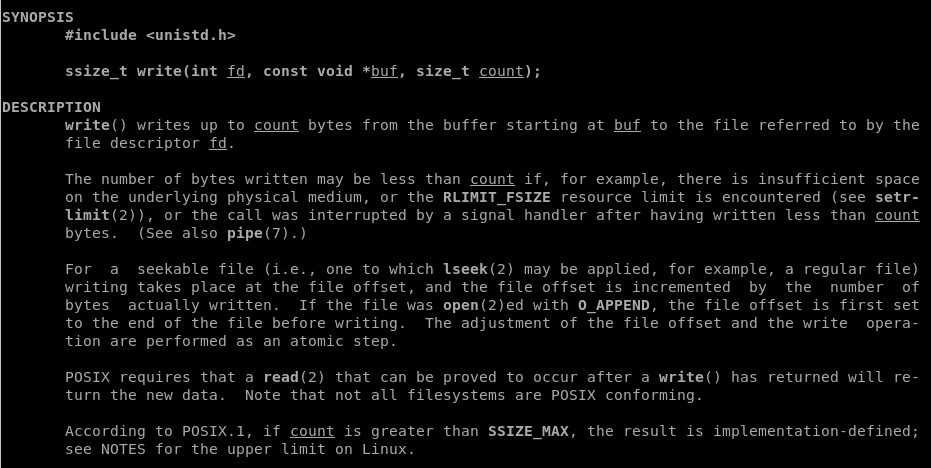 SYNOPSIS
#include <unistd.h>
ssize_t write(int fd, const void *buf, size_t count);
DESCRIPTION
write() writes up to count bytes from the buffer starting at buf to the file referred to by the
file descriptor fd.
The number of bytes written may be less than count if, for example, there is insufficient space
on the underlying physical medium, or the RLIMIT_FSIZE resource limit is encountered (see setr-
limit(2)), or the call was interrupted by a signal handler after having written less than count
bytes.  (See also pipe(7).)
For  a  seekable file (i.e., one to which lseek(2) may be applied, for example, a regular file)
writing takes place at the file offset, and the file offset is incremented  by  the  number  of
bytes  actually written.  If the file was open(2)ed with O_APPEND, the file offset is first set
to the end of the file before writing.  The adjustment of the file offset and the write  opera-
tion are performed as an atomic step.
POSIX requires that a read(2) that can be proved to occur after a write() has returned will re-
turn the new data.  Note that not all filesystems are POSIX conforming.
According to POSIX.1, if count is greater than SSIZE_MAX, the result is implementation-defined;
see NOTES for the upper limit on Linux.